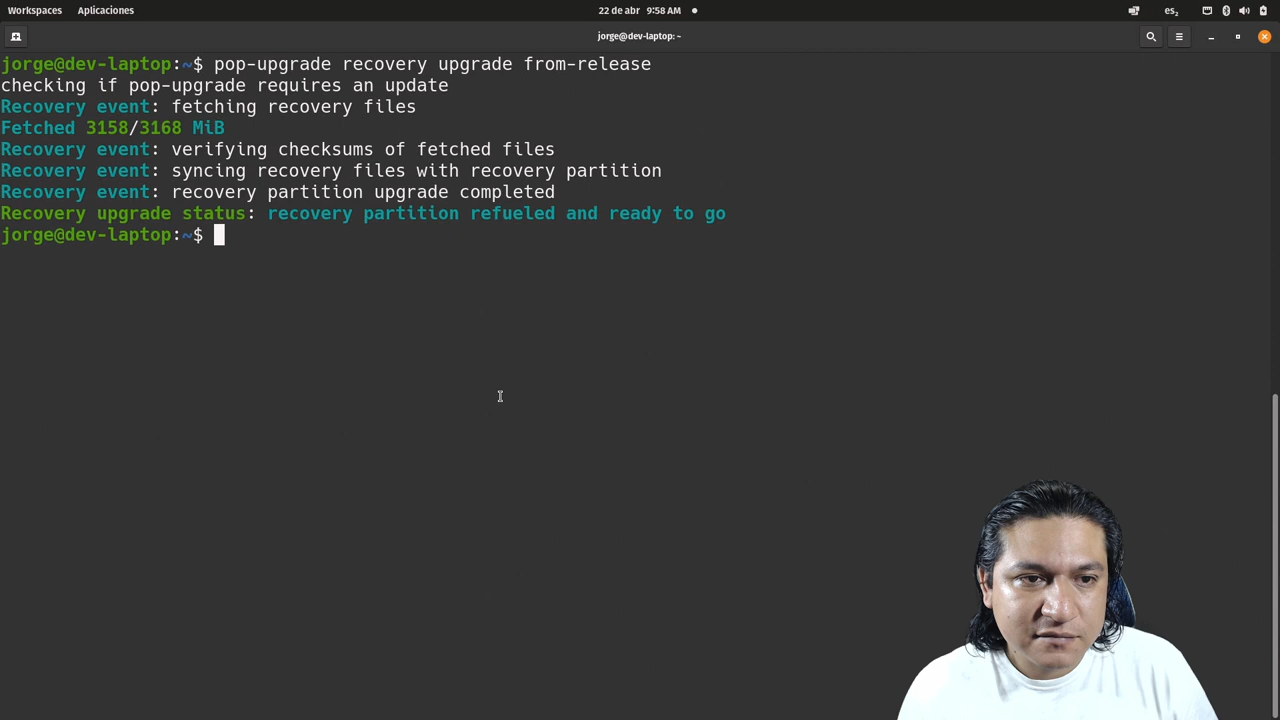 Workspaces Aplicaciones 22 de abr 9:58 AM es₂
jorge@dev-laptop: ~
jorge@dev-laptop:~$ pop-upgrade recovery upgrade from-release
checking if pop-upgrade requires an update
Recovery event: fetching recovery files
Fetched 3158/3168 MiB
Recovery event: verifying checksums of fetched files
Recovery event: syncing recovery files with recovery partition
Recovery event: recovery partition upgrade completed
Recovery upgrade status: recovery partition refueled and ready to go
jorge@dev-laptop:~$